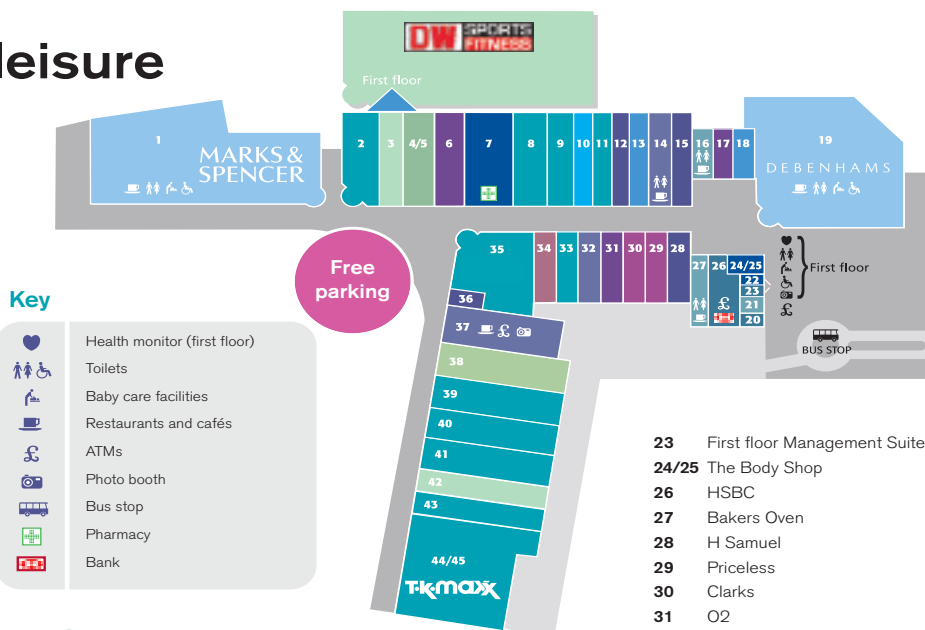 leisure
DW SPORTS
FITNESS
First floor
1
MARKS &
SPENCER
2
3
4/5
6
7
8
9
10
11
12
13
14
15
16
17
18
19
DEBENHAMS
Free
parking
35
34
33
32
31
30
29
28
27
26
24/25
22
23
21
20
First floor
36
37
38
39
40
41
42
43
44/45
T·K·maxx
BUS STOP
Key
Health monitor (first floor)
Toilets
Baby care facilities
Restaurants and cafés
£ ATMs
Photo booth
Bus stop
Pharmacy
Bank
23 First floor Management Suite
24/25 The Body Shop
26 HSBC
27 Bakers Oven
28 H Samuel
29 Priceless
30 Clarks
31 O2